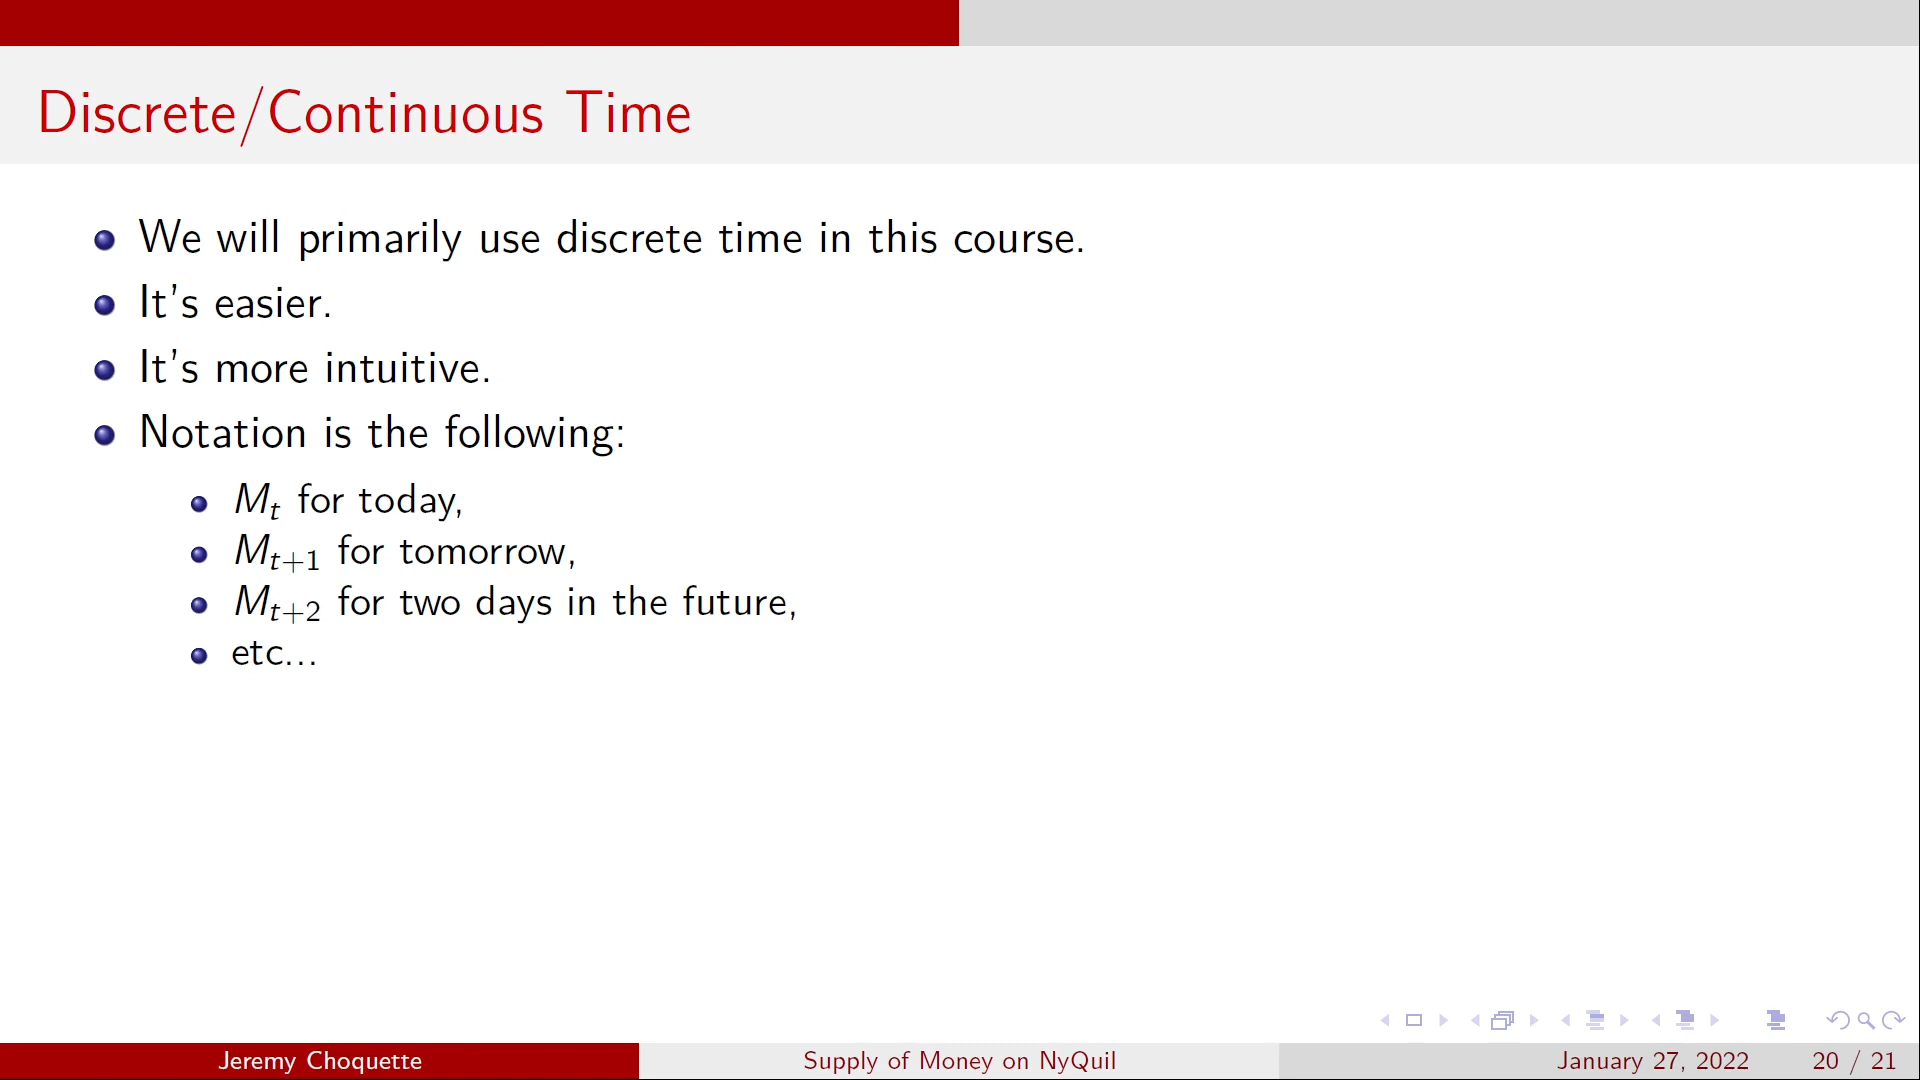 Discrete/Continuous Time
We will primarily use discrete time in this course.
It's easier.
It's more intuitive.
Notation is the following:
M_t for today,
M_{t+1} for tomorrow,
M_{t+2} for two days in the future,
etc...
Jeremy Choquette
Supply of Money on NyQuil
January 27, 2022
20 / 21